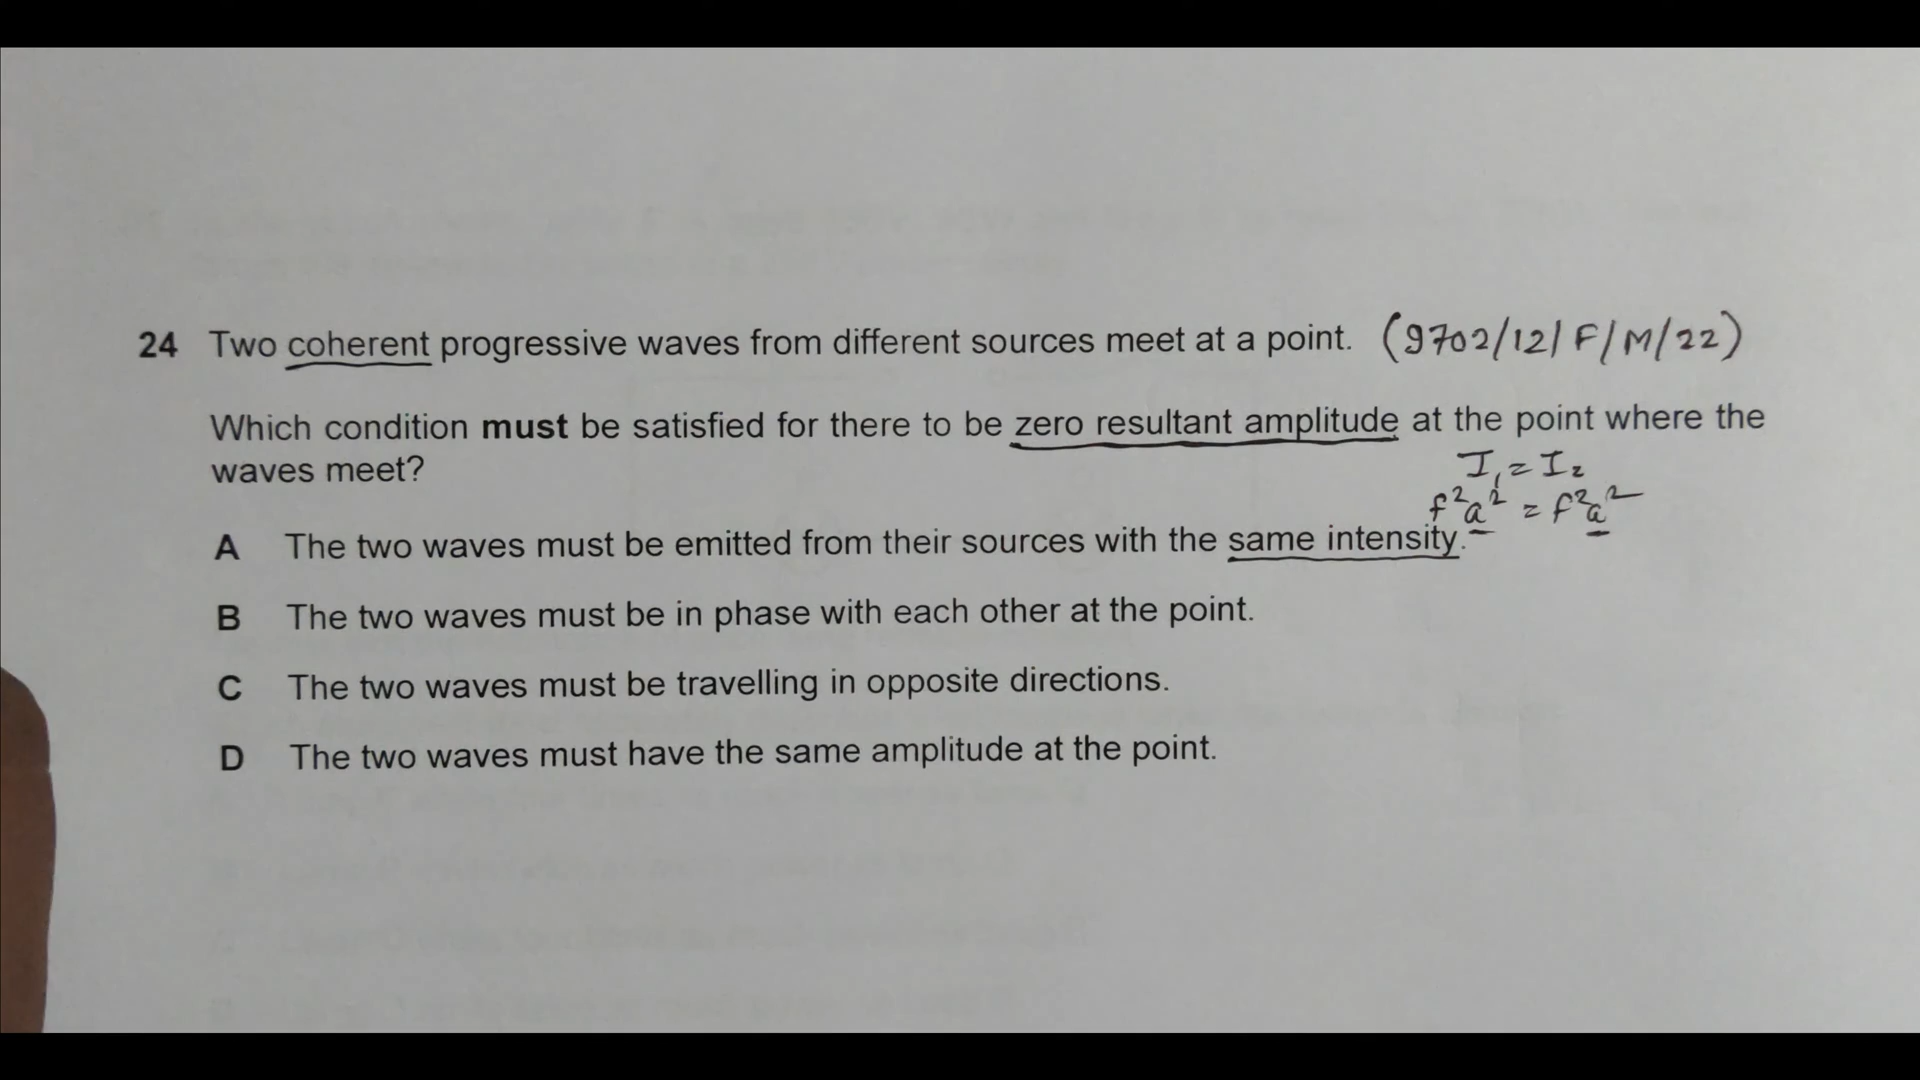 24 Two coherent progressive waves from different sources meet at a point. (9702/12/F/M/22)
Which condition must be satisfied for there to be zero resultant amplitude at the point where the
waves meet?
I₁ = I₂
f²a² = f²a²
A The two waves must be emitted from their sources with the same intensity.
B The two waves must be in phase with each other at the point.
C The two waves must be travelling in opposite directions.
D The two waves must have the same amplitude at the point.